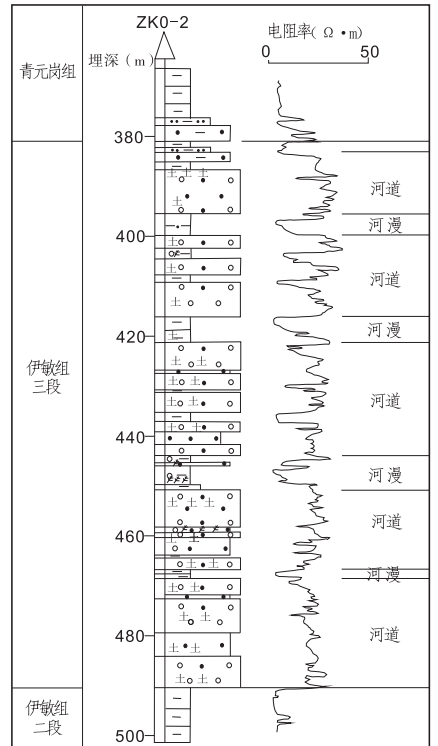 ZK0-2
电阻率( Ω •m)
埋深(m)
0 50
青元岗组
380
河道
河漫
400
河道
河漫
420
伊敏组
三段
河道
440
河漫
河道
460
河漫
河道
480
伊敏组
二段
500